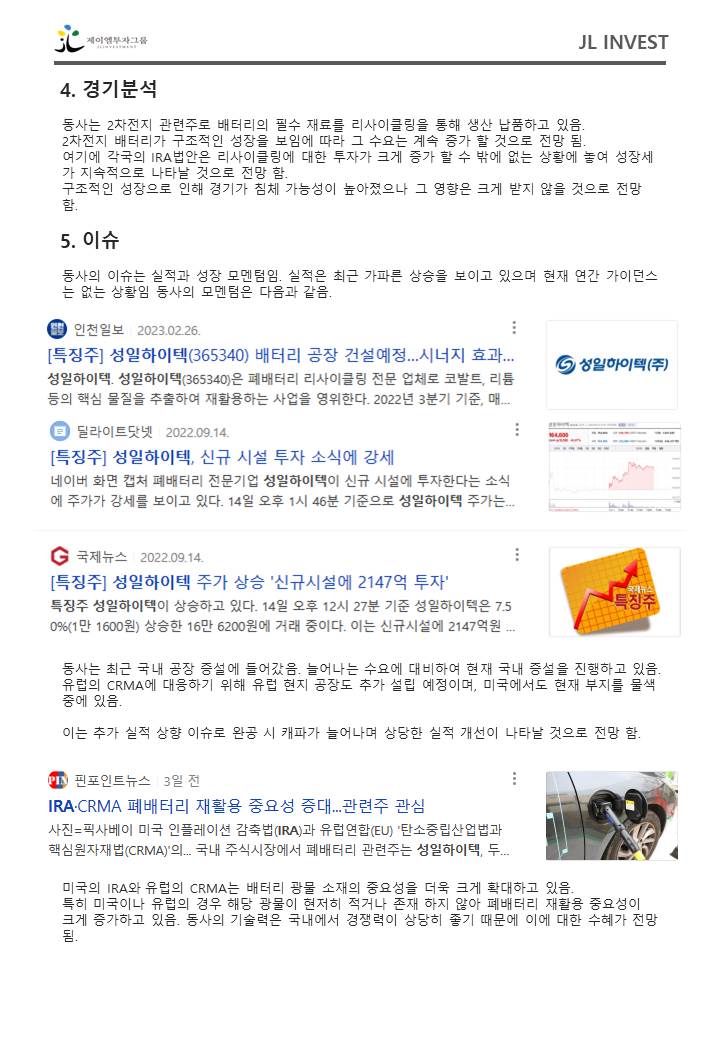 제이엘투자그룹
JLINVESTMENT
JL INVEST
4. 경기분석
동사는 2차전지 관련주로 배터리의 필수 재료를 리사이클링을 통해 생산 납품하고 있음.
2차전지 배터리가 구조적인 성장을 보임에 따라 그 수요는 계속 증가 할 것으로 전망 됨.
여기에 각국의 IRA법안은 리사이클링에 대한 투자가 크게 증가 할 수 밖에 없는 상황에 놓여 성장세
가 지속적으로 나타날 것으로 전망 함.
구조적인 성장으로 인해 경기가 침체 가능성이 높아졌으나 그 영향은 크게 받지 않을 것으로 전망
함.
5. 이슈
동사의 이슈는 실적과 성장 모멘텀임. 실적은 최근 가파른 상승을 보이고 있으며 현재 연간 가이던스
는 없는 상황임 동사의 모멘텀은 다음과 같음.
인천일보 2023.02.26.
[특징주] 성일하이텍(365340) 배터리 공장 건설예정...시너지 효과...
성일하이텍. 성일하이텍(365340)은 폐배터리 리사이클링 전문 업체로 코발트, 리튬
등의 핵심 물질을 추출하여 재활용하는 사업을 영위한다. 2022년 3분기 기준, 매...
성일하이텍(주)
딜라이트닷넷 2022.09.14.
[특징주] 성일하이텍, 신규 시설 투자 소식에 강세
네이버 화면 캡처 폐배터리 전문기업 성일하이텍이 신규 시설에 투자한다는 소식
에 주가가 강세를 보이고 있다. 14일 오후 1시 46분 기준으로 성일하이텍 주가는...
국제뉴스 2022.09.14.
[특징주] 성일하이텍 주가 상승 '신규시설에 2147억 투자'
특징주 성일하이텍이 상승하고 있다. 14일 오후 12시 27분 기준 성일하이텍은 7.5
0%(1만 1600원) 상승한 16만 6200원에 거래 중이다. 이는 신규시설에 2147억원 ...
국제뉴스
특징주
동사는 최근 국내 공장 증설에 들어갔음. 늘어나는 수요에 대비하여 현재 국내 증설을 진행하고 있음.
유럽의 CRMA에 대응하기 위해 유럽 현지 공장도 추가 설립 예정이며, 미국에서도 현재 부지를 물색
중에 있음.
이는 추가 실적 상향 이슈로 완공 시 캐파가 늘어나며 상당한 실적 개선이 나타날 것으로 전망 함.
핀포인트뉴스 3일 전
IRA·CRMA 폐배터리 재활용 중요성 증대...관련주 관심
사진=픽사베이 미국 인플레이션 감축법(IRA)과 유럽연합(EU) '탄소중립산업법과
핵심원자재법(CRMA)'의... 국내 주식시장에서 폐배터리 관련주는 성일하이텍, 두...
미국의 IRA와 유럽의 CRMA는 배터리 광물 소재의 중요성을 더욱 크게 확대하고 있음.
특히 미국이나 유럽의 경우 해당 광물이 현저히 적거나 존재 하지 않아 폐배터리 재활용 중요성이
크게 증가하고 있음. 동사의 기술력은 국내에서 경쟁력이 상당히 좋기 때문에 이에 대한 수혜가 전망
됨.